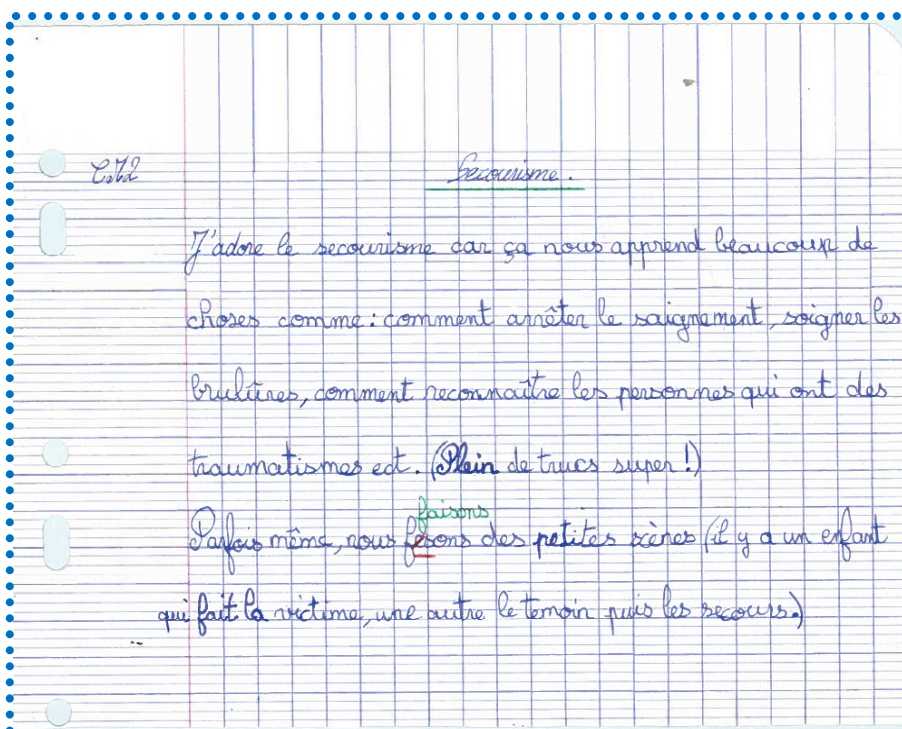 CM2
Secourisme.
J'adore le secourisme car ça nous apprend beaucoup de
choses comme : comment arrêter le saignement, soigner les
brulûres, comment reconnaître les personnes qui ont des
traumatismes ect. (Plein de trucs super !)
faisons
Parfois même, nous fesons des petites scènes (il y a un enfant
qui fait la victime, une autre le temoin puis les secours.)